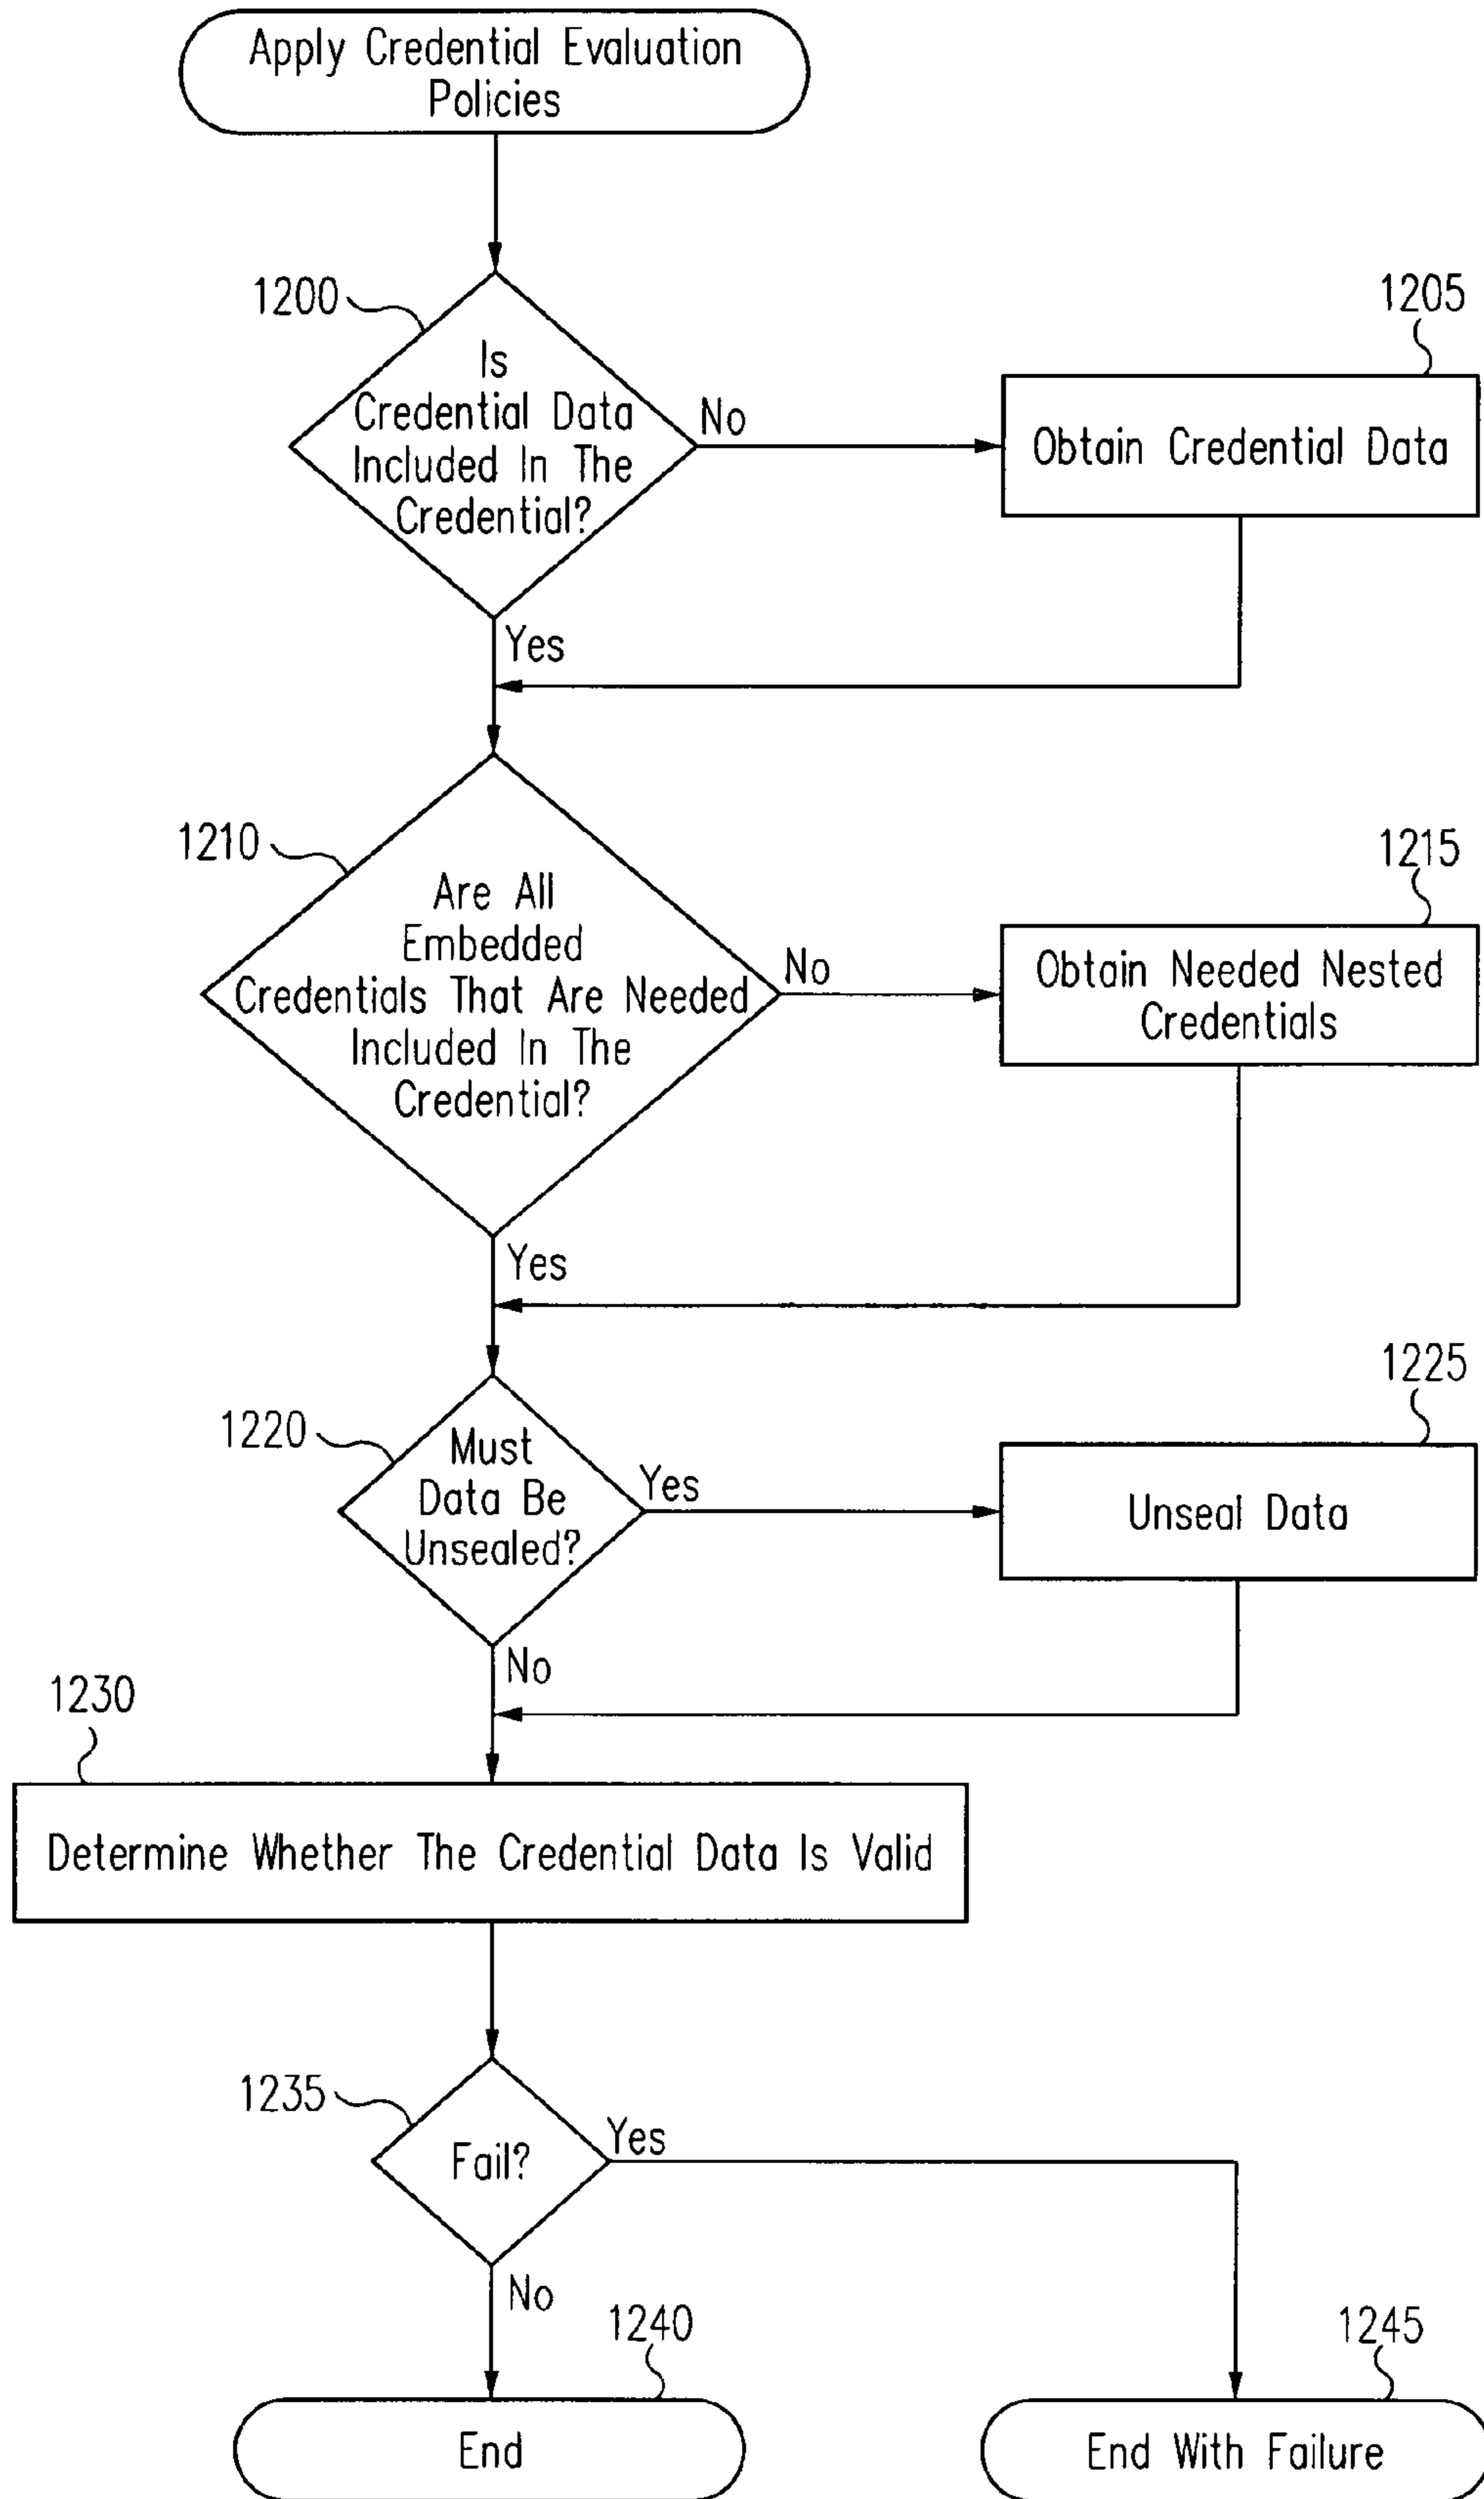 Apply Credential Evaluation
Policies
1200
Is
Credential Data
Included In The
Credential?
No
1205
Obtain Credential Data
Yes
1210
Are All
Embedded
Credentials That Are Needed
Included In The
Credential?
No
1215
Obtain Needed Nested
Credentials
Yes
1220
Must
Data Be
Unsealed?
Yes
1225
Unseal Data
No
1230
Determine Whether The Credential Data Is Valid
1235
Fail?
Yes
No
1240
End
1245
End With Failure